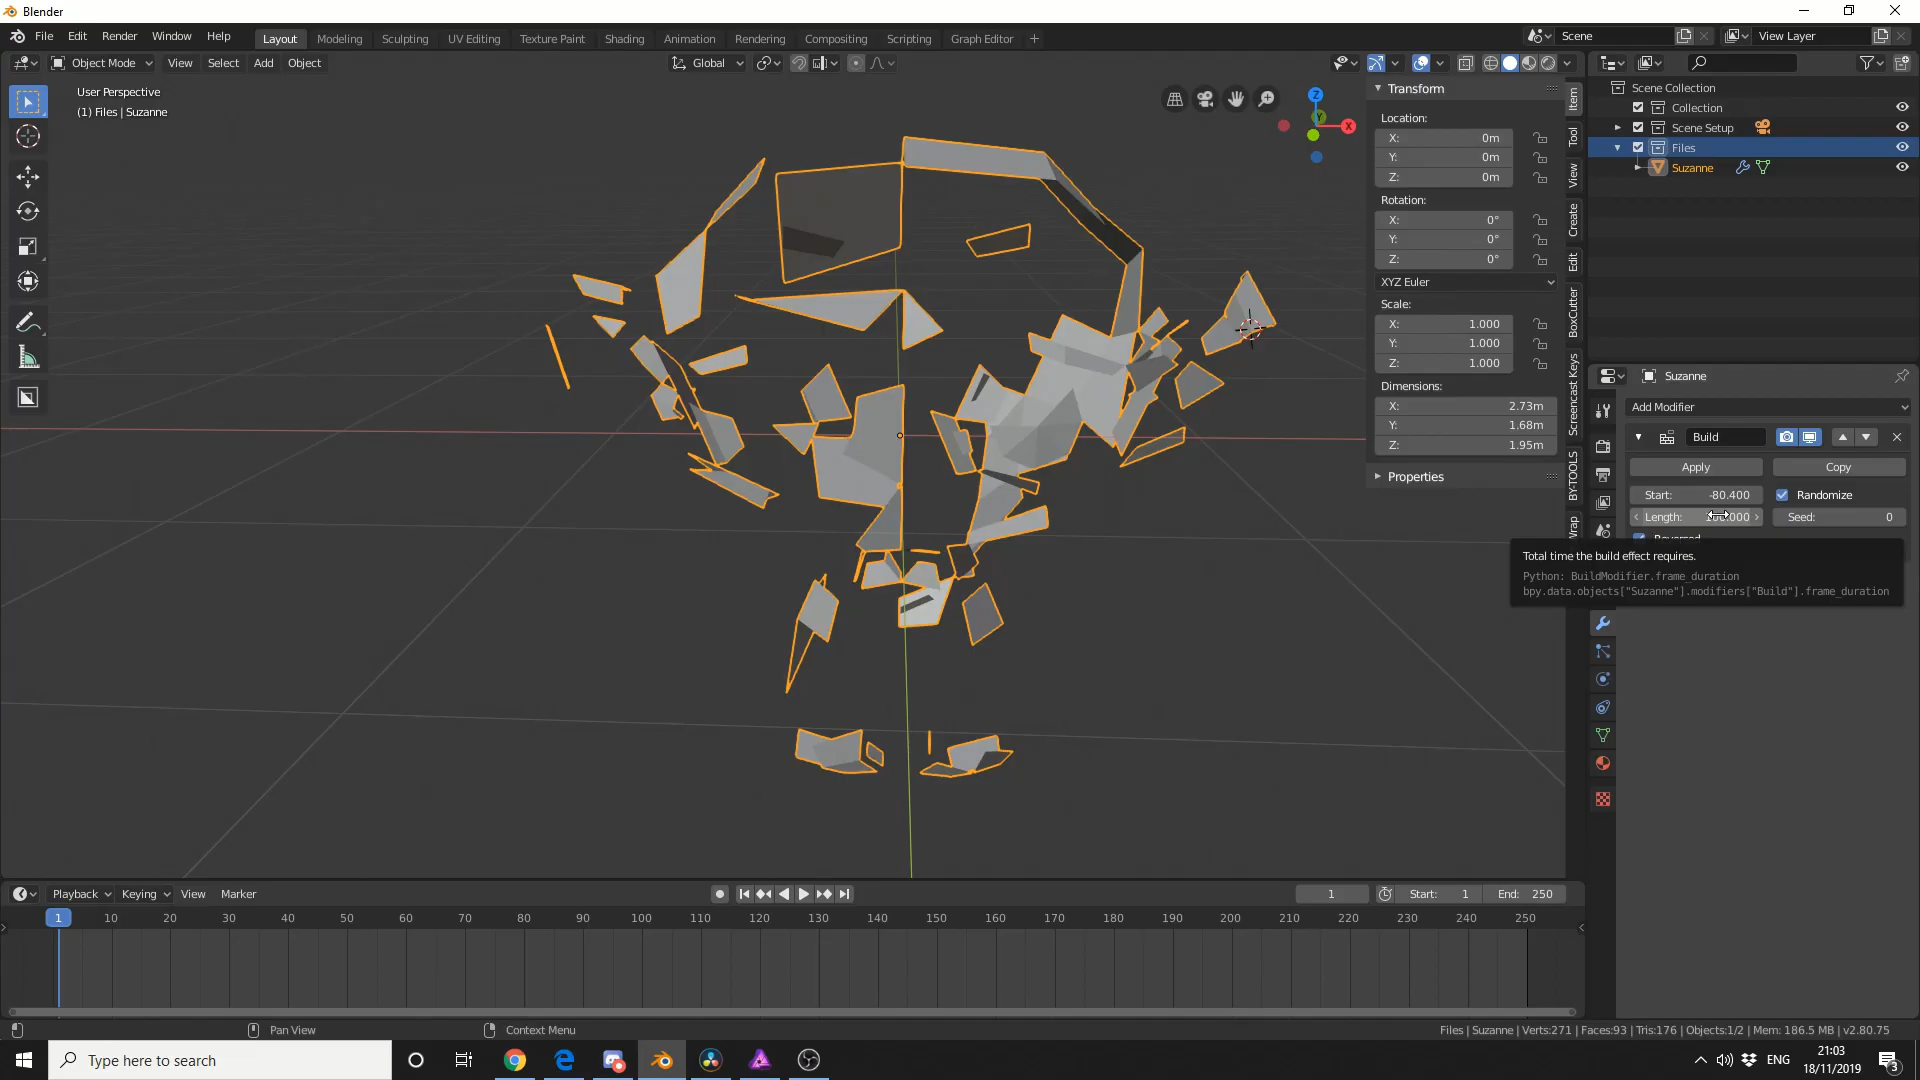 Blender
File Edit Render Window Help
Layout Modeling Sculpting UV Editing Texture Paint Shading Animation Rendering Compositing Scripting Graph Editor +
Scene
View Layer
Object Mode View Select Add Object
Global
User Perspective
(1) Files | Suzanne
Z
Y
X
Transform
Location:
X: 0m
Y: 0m
Z: 0m
Rotation:
X: 0°
Y: 0°
Z: 0°
XYZ Euler
Scale:
X: 1.000
Y: 1.000
Z: 1.000
Dimensions:
X: 2.73m
Y: 1.68m
Z: 1.95m
Properties
Item
Tool
View
Create
Edit
BoxCutter
Screencast Keys
BY-TOOLS
Scene Collection
Collection
Scene Setup
Files
Suzanne
Suzanne
Add Modifier
Build
Apply Copy
Start: -80.400 Randomize
Length: Seed: 0
Total time the build effect requires.
Python: BuildModifier.frame_duration
bpy.data.objects["Suzanne"].modifiers["Build"].frame_duration
Playback Keying View Marker
1 Start: 1 End: 250
1 10 20 30 40 50 60 70 80 90 100 110 120 130 140 150 160 170 180 190 200 210 220 230 240 250
Pan View Context Menu
Files | Suzanne | Verts:271 | Faces:93 | Tris:176 | Objects:1/2 | Mem: 186.5 MB | v2.80.75
Type here to search
ENG
21:03
18/11/2019
3